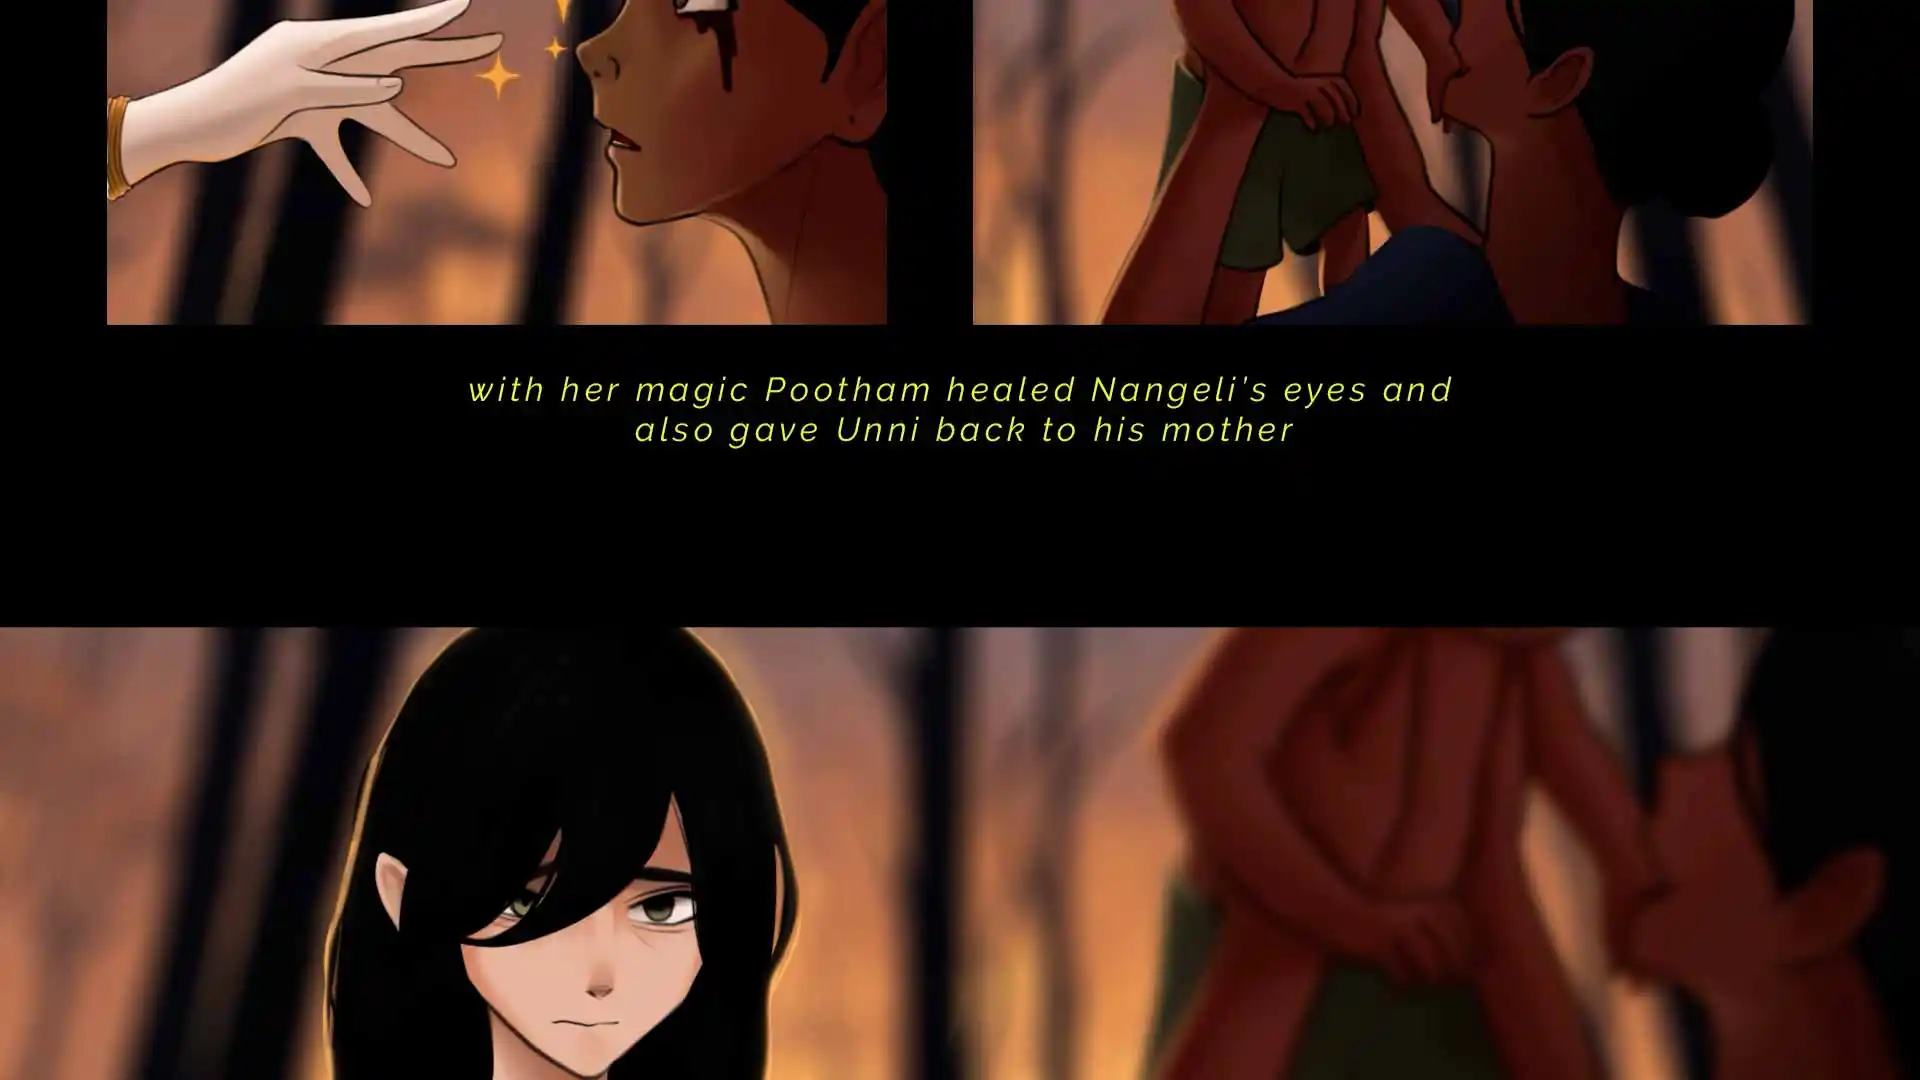 with her magic Pootham healed Nangeli's eyes and
also gave Unni back to his mother